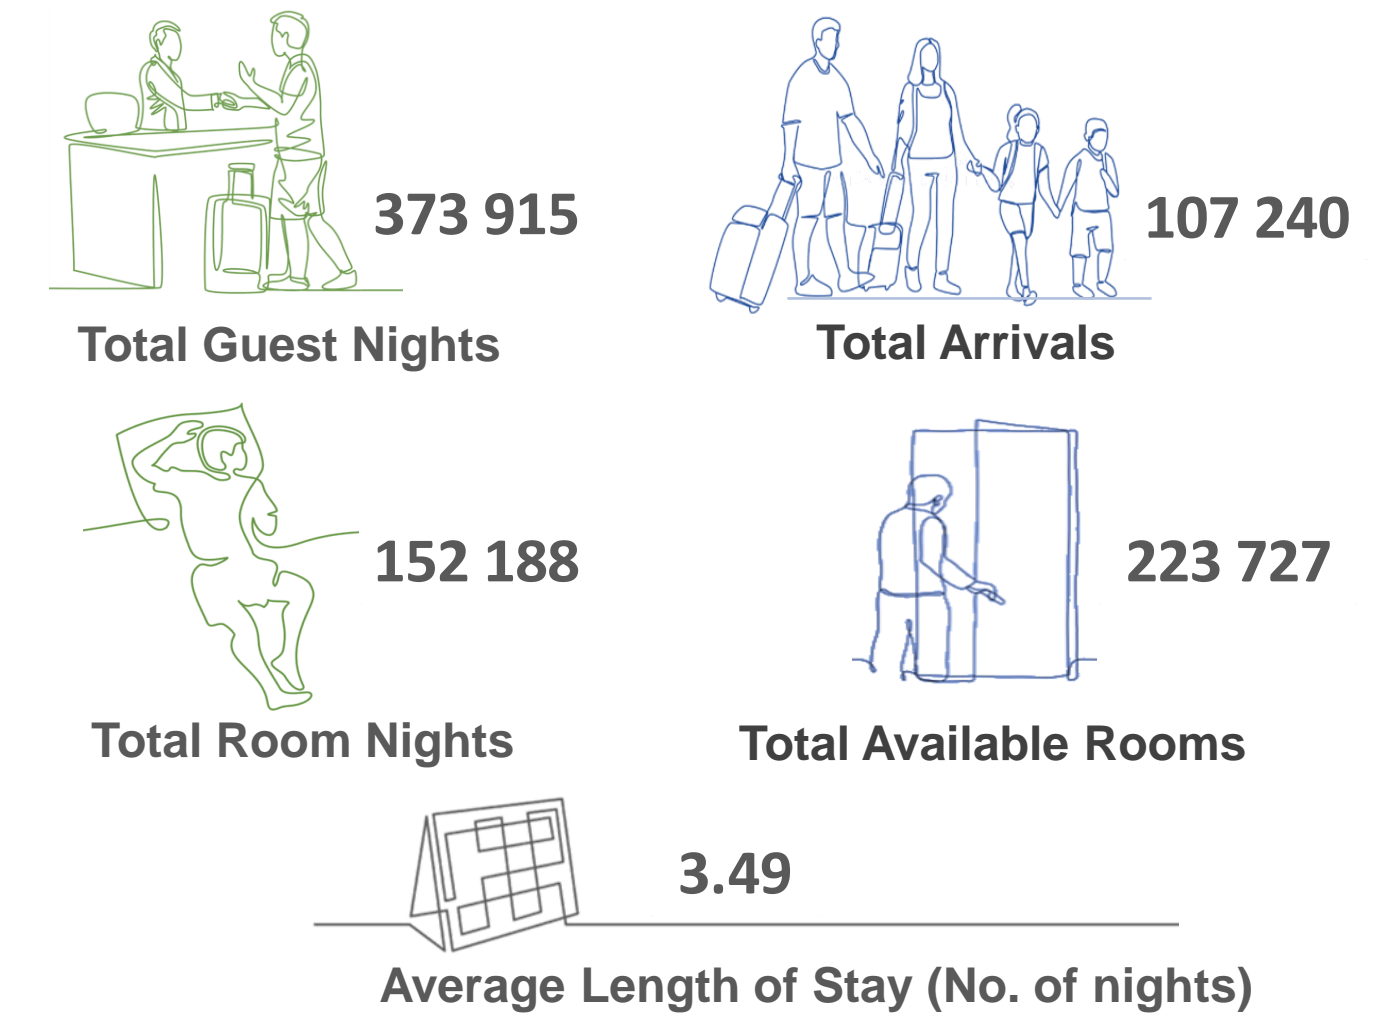 373 915
107 240
Total Guest Nights
Total Arrivals
152 188
223 727
Total Room Nights
Total Available Rooms
3.49
Average Length of Stay (No. of nights)